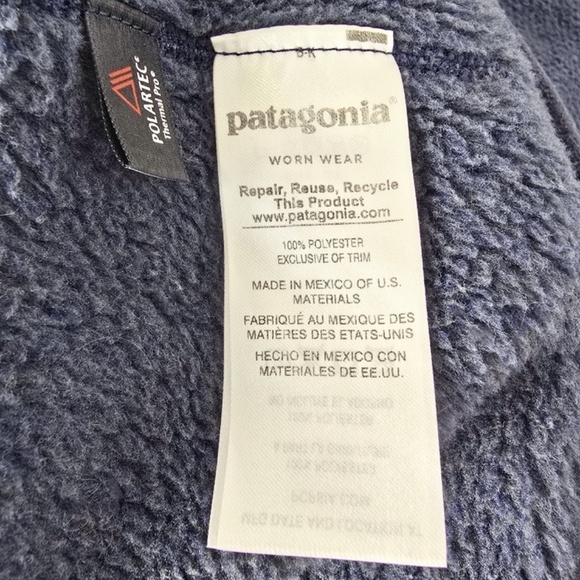 POLARTEC®
Thermal Pro®
patagonia®
WORN WEAR
Repair, Reuse, Recycle
This Product
www.patagonia.com
100% POLYESTER
EXCLUSIVE OF TRIM
MADE IN MEXICO OF U.S.
MATERIALS
FABRIQUÉ AU MEXIQUE DES
MATIÈRES DES ETATS-UNIS
HECHO EN MEXICO CON
MATERIALES DE EE.UU.